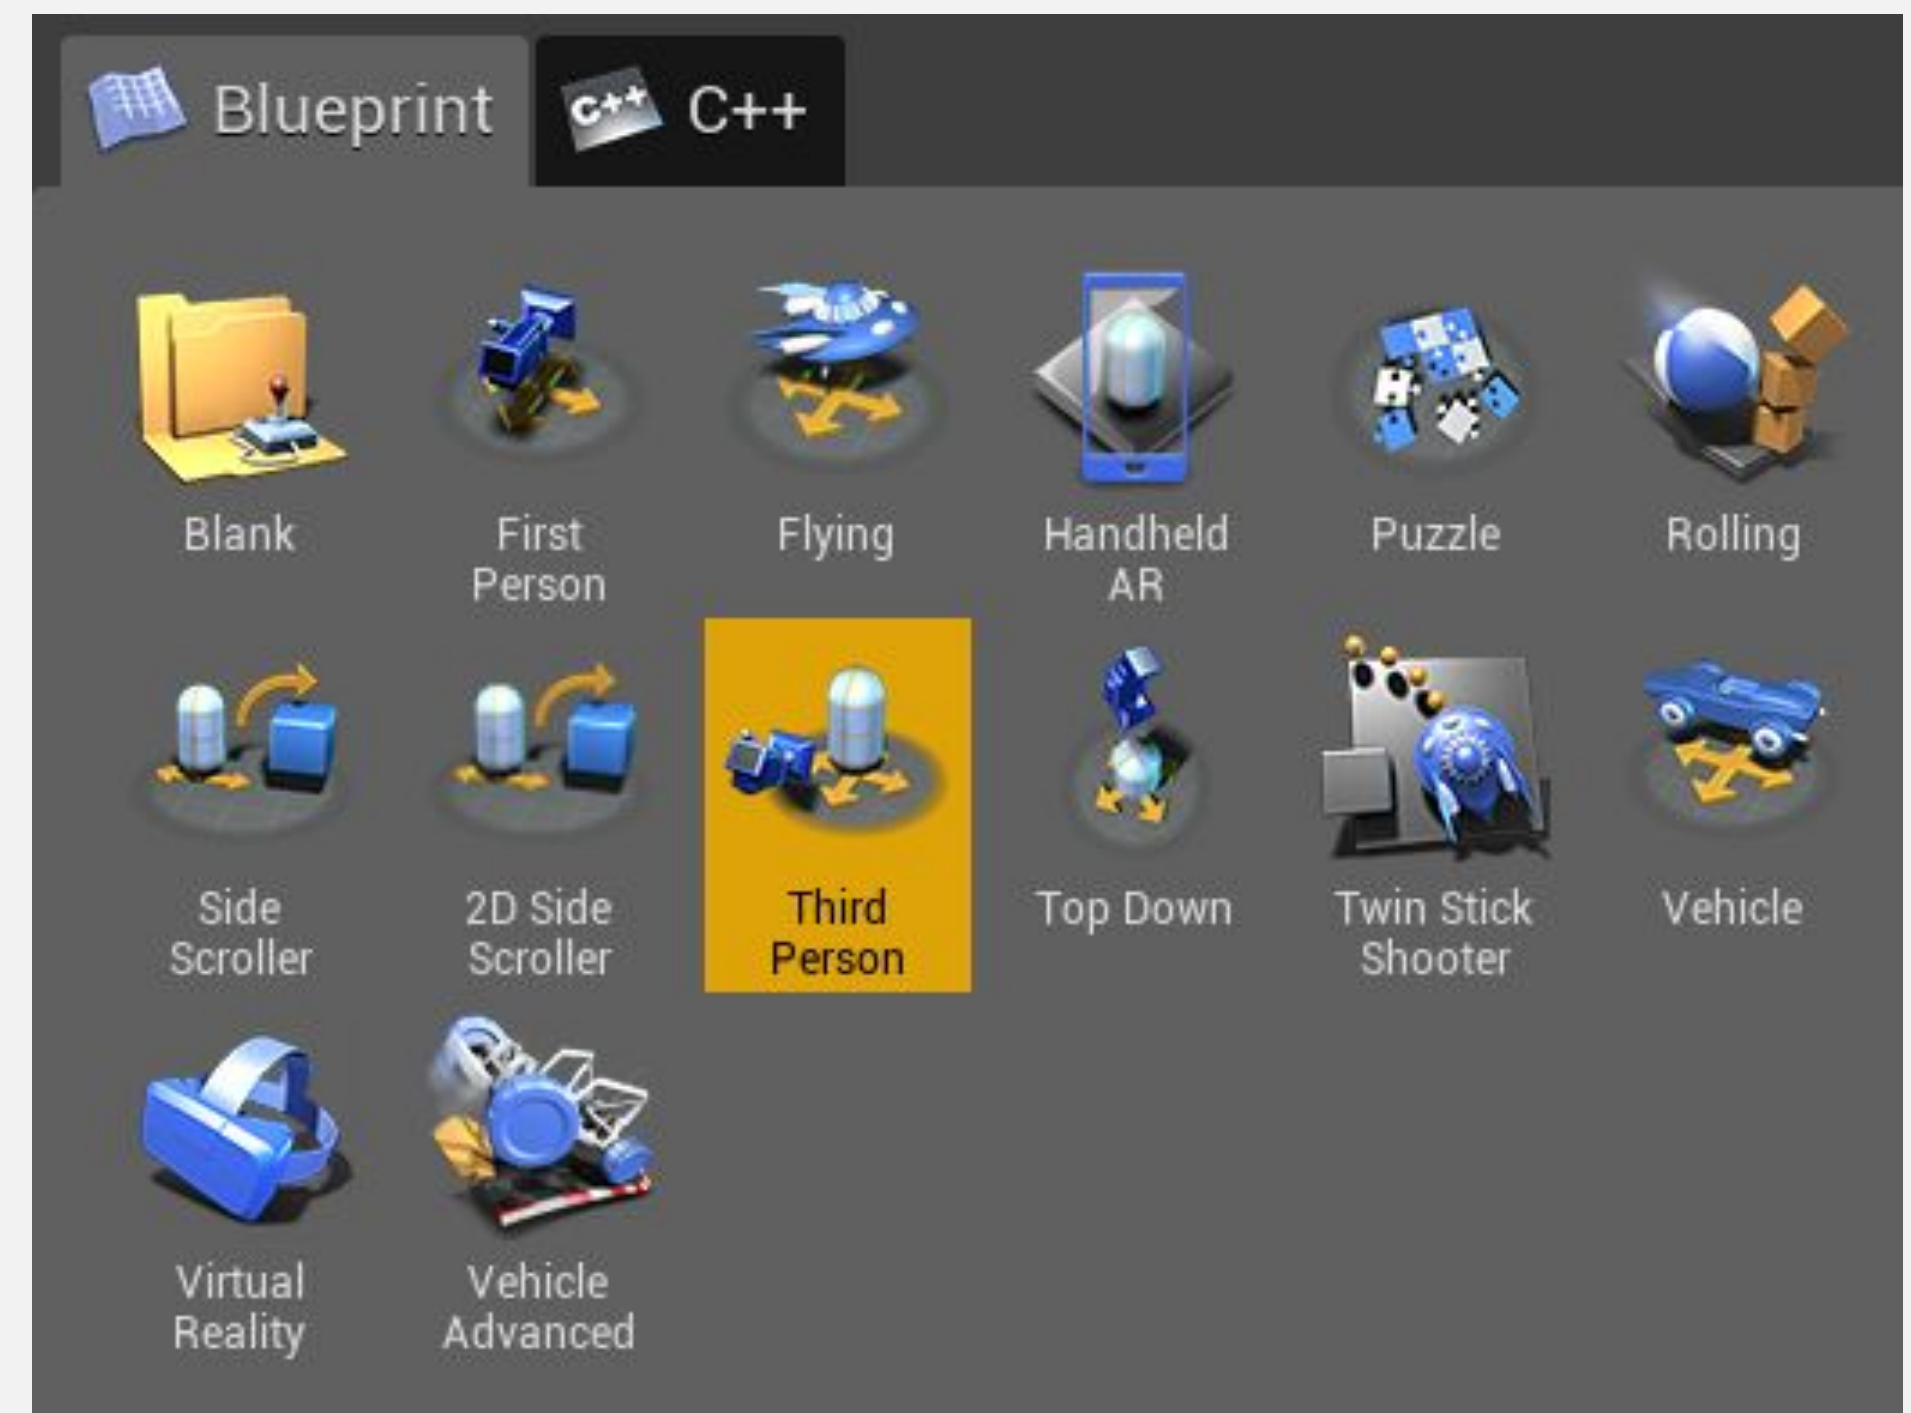 Blueprint
C++ C++
Blank
First
Person
Flying
Handheld
AR
Puzzle
Rolling
Side
Scroller
2D Side
Scroller
Third
Person
Top Down
Twin Stick
Shooter
Vehicle
Virtual
Reality
Vehicle
Advanced